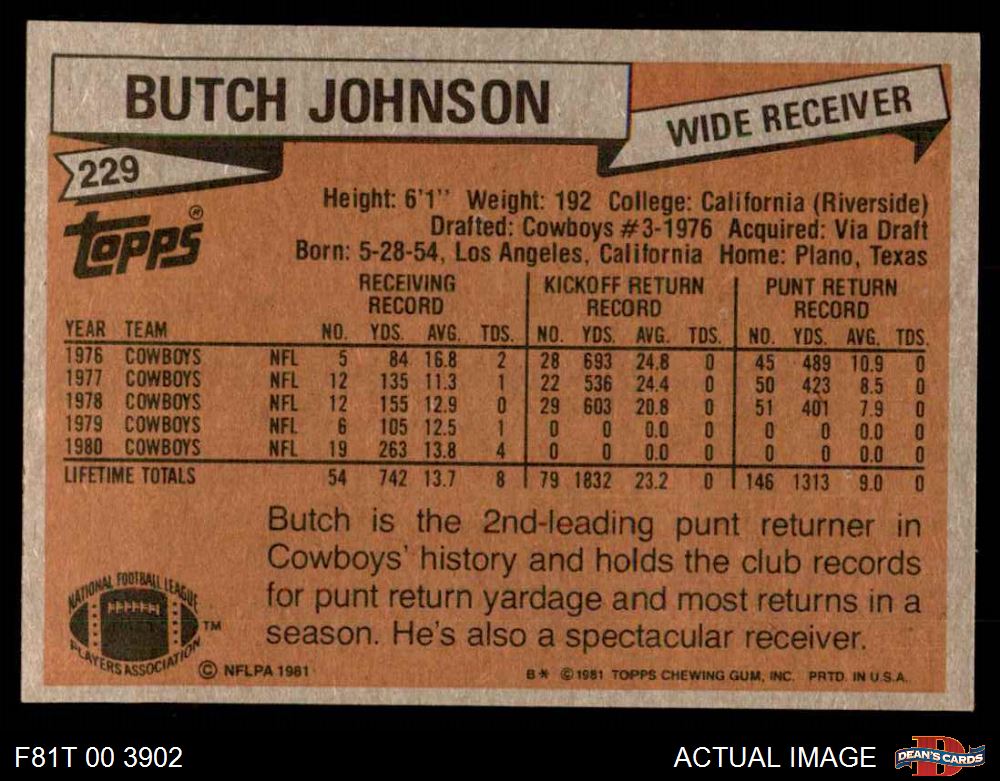 BUTCH JOHNSON
WIDE RECEIVER
229
topps®
Height: 6'1'' Weight: 192 College: California (Riverside)
Drafted: Cowboys #3-1976 Acquired: Via Draft
Born: 5-28-54, Los Angeles, California Home: Plano, Texas
RECEIVING RECORD KICKOFF RETURN RECORD PUNT RETURN RECORD
YEAR TEAM NO. YDS. AVG. TDS. NO. YDS. AVG. TDS. NO. YDS. AVG. TDS.
1976 COWBOYS NFL 5 84 16.8 2 28 693 24.8 0 45 489 10.9 0
1977 COWBOYS NFL 12 135 11.3 1 22 536 24.4 0 50 423 8.5 0
1978 COWBOYS NFL 12 155 12.9 0 29 603 20.8 0 51 401 7.9 0
1979 COWBOYS NFL 6 105 12.5 1 0 0 0.0 0 0 0 0.0 0
1980 COWBOYS NFL 19 263 13.8 4 0 0 0.0 0 0 0 0.0 0
LIFETIME TOTALS 54 742 13.7 8 79 1832 23.2 0 146 1313 9.0 0
Butch is the 2nd-leading punt returner in
Cowboys' history and holds the club records
for punt return yardage and most returns in a
season. He's also a spectacular receiver.
NATIONAL FOOTBALL LEAGUE
PLAYERS ASSOCIATION
TM
© NFLPA 1981
B* ©1981 TOPPS CHEWING GUM, INC. PRTD. IN U.S.A.
F81T 00 3902
ACTUAL IMAGE
DEAN'S CARDS